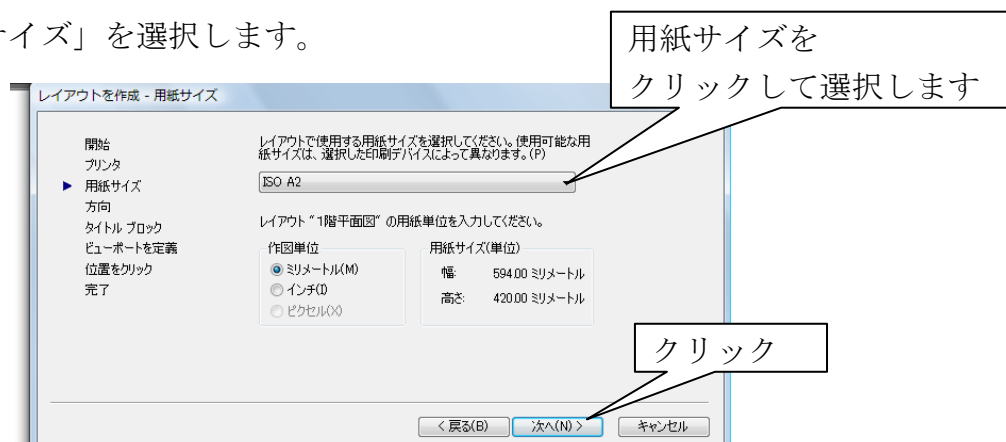 サイズ」を選択します。
用紙サイズを
クリックして選択します
レイアウトを作成 - 用紙サイズ
開始
プリンタ
用紙サイズ
方向
タイトル ブロック
ビューポートを定義
位置をクリック
完了
レイアウトで使用する用紙サイズを選択してください。使用可能な用
紙サイズは、選択した印刷デバイスによって異なります。(P)
ISO A2
レイアウト "1階平面図" の用紙単位を入力してください。
作図単位
ミリメートル(M)
インチ(I)
ピクセル(X)
用紙サイズ(単位)
幅: 594.00 ミリメートル
高さ: 420.00 ミリメートル
クリック
< 戻る(B)
次へ(N) >
キャンセル